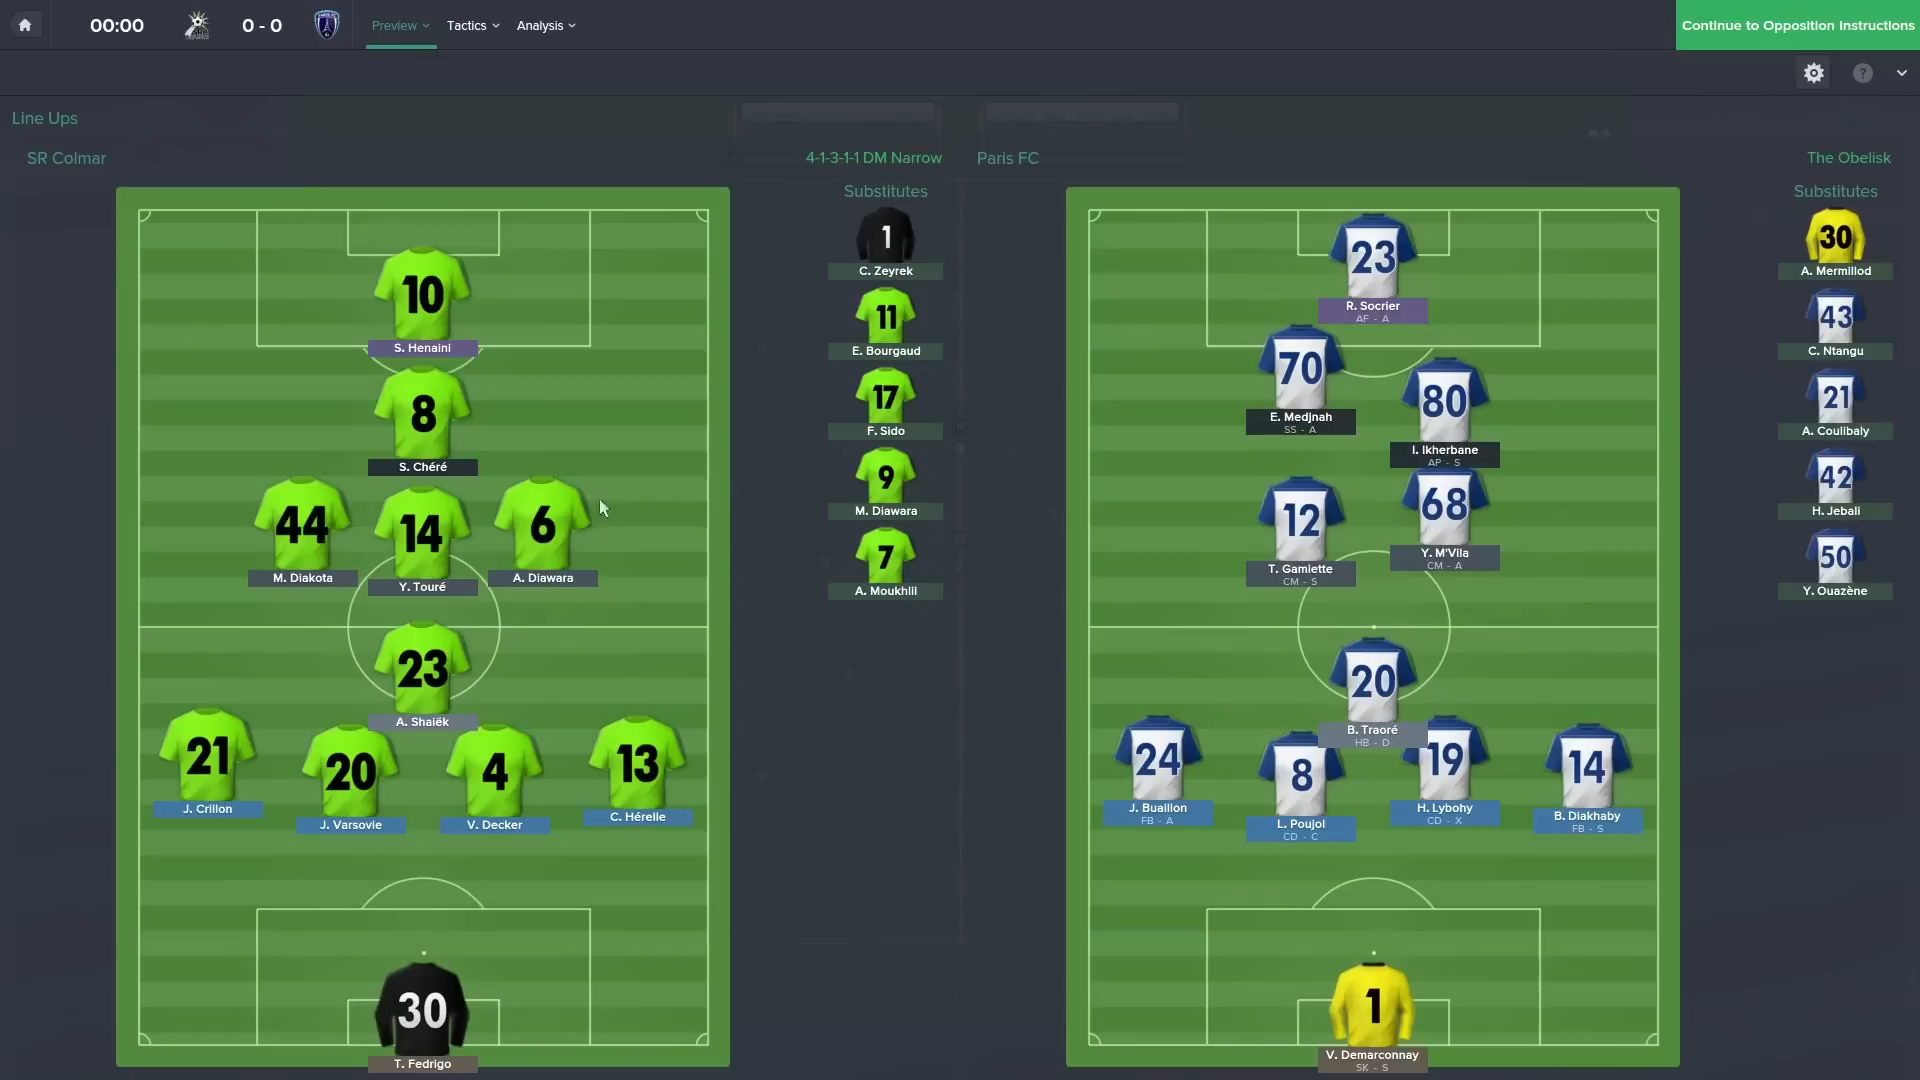 00:00
0 - 0
Preview
Tactics
Analysis
Continue to Opposition Instructions
?
Line Ups
SR Colmar
4-1-3-1-1 DM Narrow
Substitutes
10
S. Henaini
8
S. Chéré
44
M. Diakota
14
Y. Touré
6
A. Diawara
23
A. Shaiëk
21
J. Crillon
20
J. Varsovie
4
V. Decker
13
C. Hérelle
30
T. Fedrigo
1
C. Zeyrek
11
E. Bourgaud
17
F. Sido
9
M. Diawara
7
A. Moukhlil
Paris FC
The Obelisk
Substitutes
23
R. Socrier
AF - A
70
E. Medjnah
SS - A
80
I. Ikherbane
AP - S
12
T. Gamiette
CM - S
68
Y. M'Vila
CM - A
20
B. Traoré
HB - D
24
J. Buaillon
FB - A
8
L. Poujol
CD - C
19
H. Lybohy
CD - X
14
B. Diakhaby
FB - S
1
V. Demarconnay
SK - S
30
A. Mermillod
43
C. Ntangu
21
A. Coulibaly
42
H. Jebali
50
Y. Ouazène